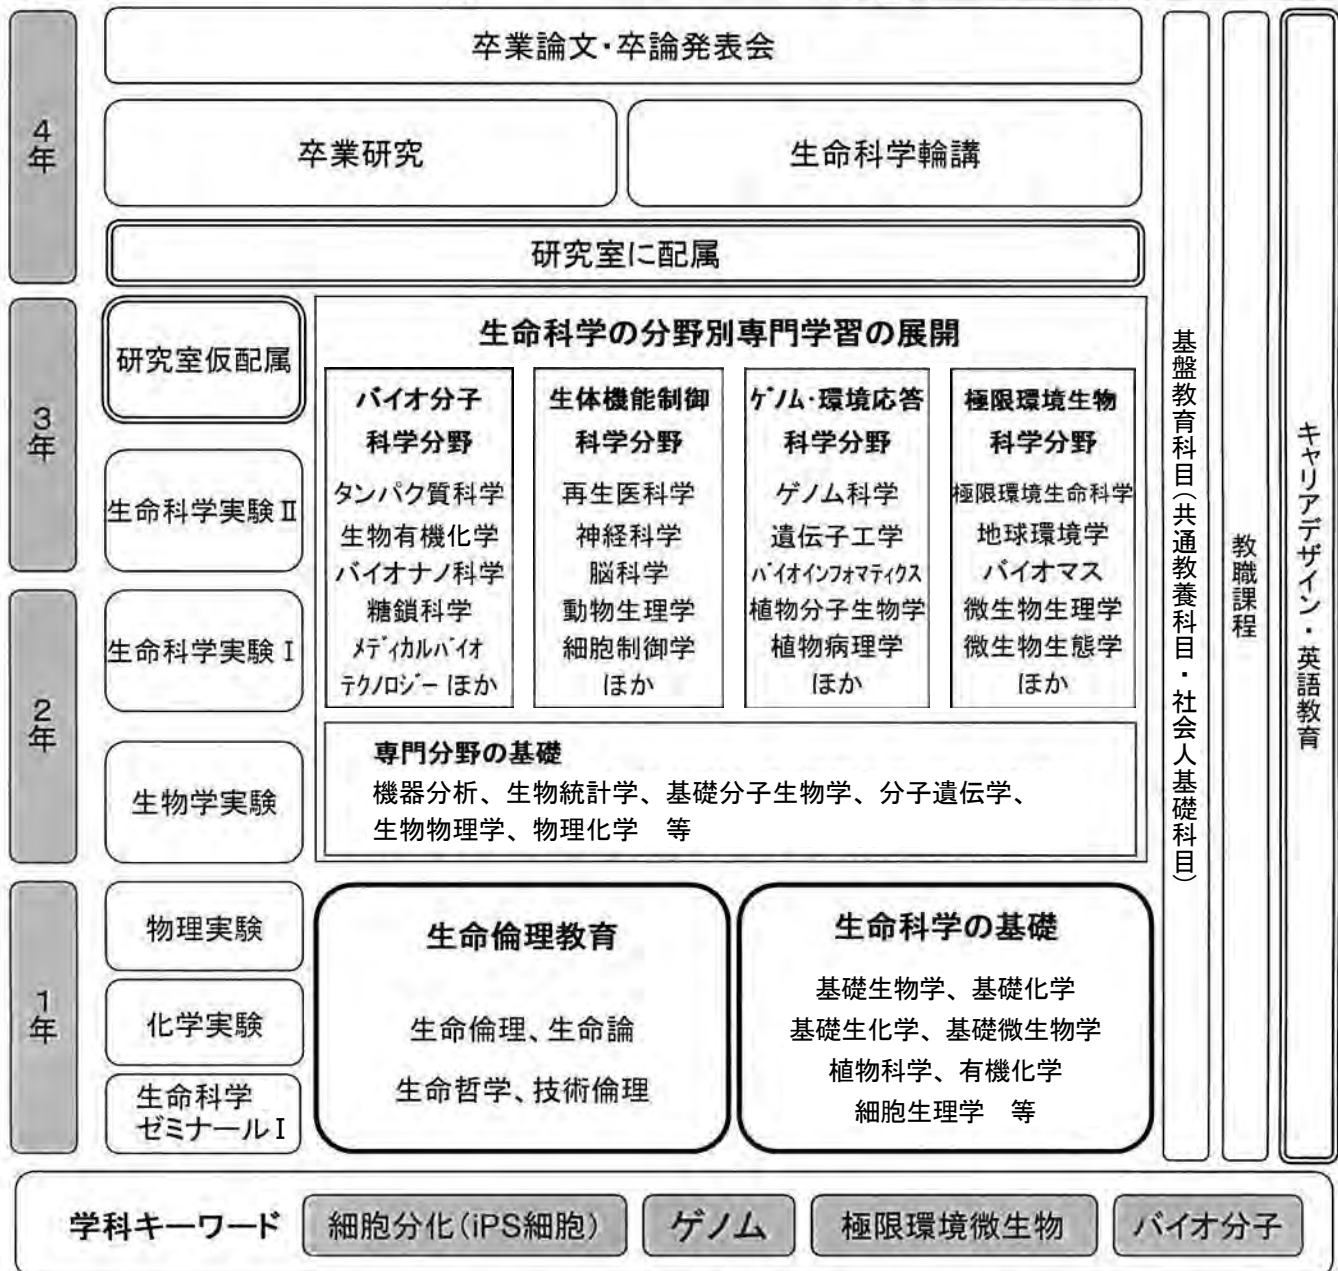 4年
卒業論文・卒論発表会
卒業研究
生命科学輪講
研究室に配属
3年
研究室仮配属
生命科学実験Ⅱ
2年
生命科学実験Ⅰ
生物学実験
生命科学の分野別専門学習の展開
バイオ分子
科学分野
タンパク質科学
生物有機化学
バイオナノ科学
糖鎖科学
メディカルバイオ
テクノロジー ほか
生体機能制御
科学分野
再生医科学
神経科学
脳科学
動物生理学
細胞制御学
ほか
ゲノム・環境応答
科学分野
ゲノム科学
遺伝子工学
バイオインフォマティクス
植物分子生物学
植物病理学
ほか
極限環境生物
科学分野
極限環境生命科学
地球環境学
バイオマス
微生物生理学
微生物生態学
ほか
専門分野の基礎
機器分析、生物統計学、基礎分子生物学、分子遺伝学、
生物物理学、物理化学　等
1年
物理実験
化学実験
生命科学
ゼミナールⅠ
生命倫理教育
生命倫理、生命論
生命哲学、技術倫理
生命科学の基礎
基礎生物学、基礎化学
基礎生化学、基礎微生物学
植物科学、有機化学
細胞生理学　等
基盤教育科目（共通教養科目・社会人基礎科目）
教職課程
キャリアデザイン・英語教育
学科キーワード
細胞分化（iPS細胞）
ゲノム
極限環境微生物
バイオ分子